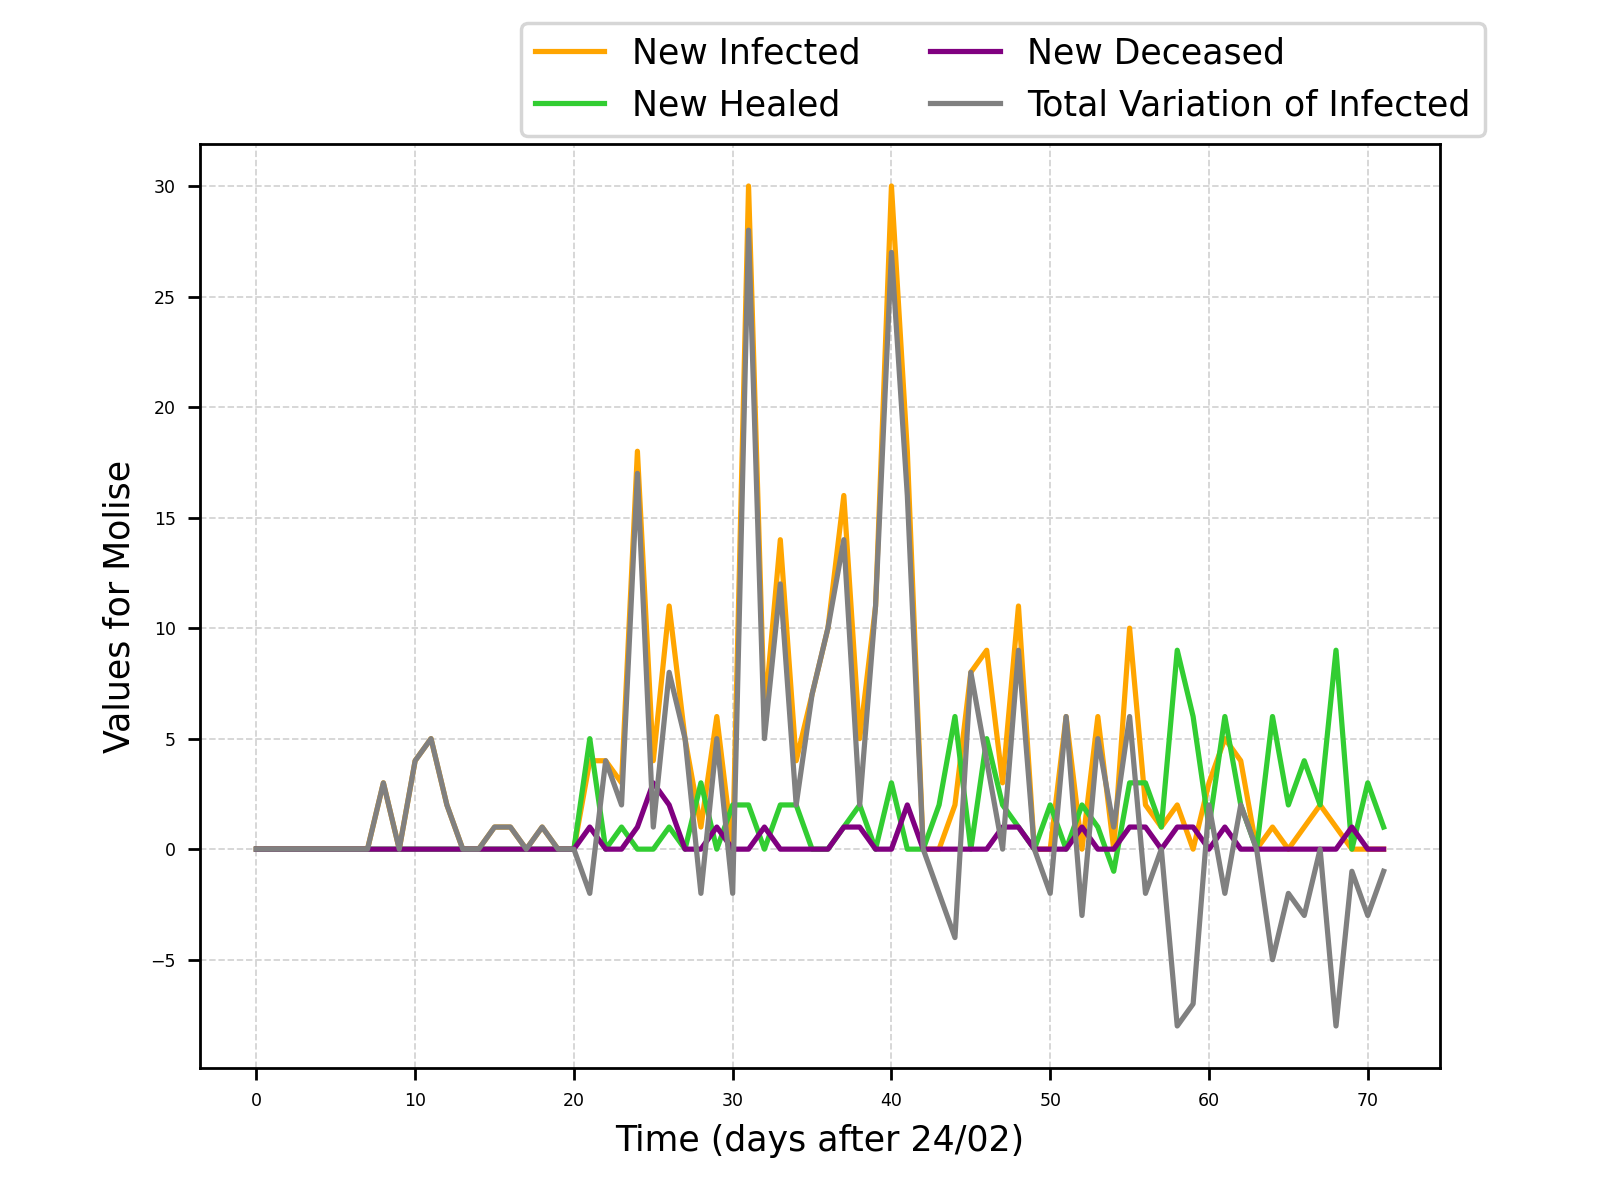 New Infected
New Healed
New Deceased
Total Variation of Infected
Values for Molise
30
25
20
15
10
5
0
−5
0 10 20 30 40 50 60 70
Time (days after 24/02)